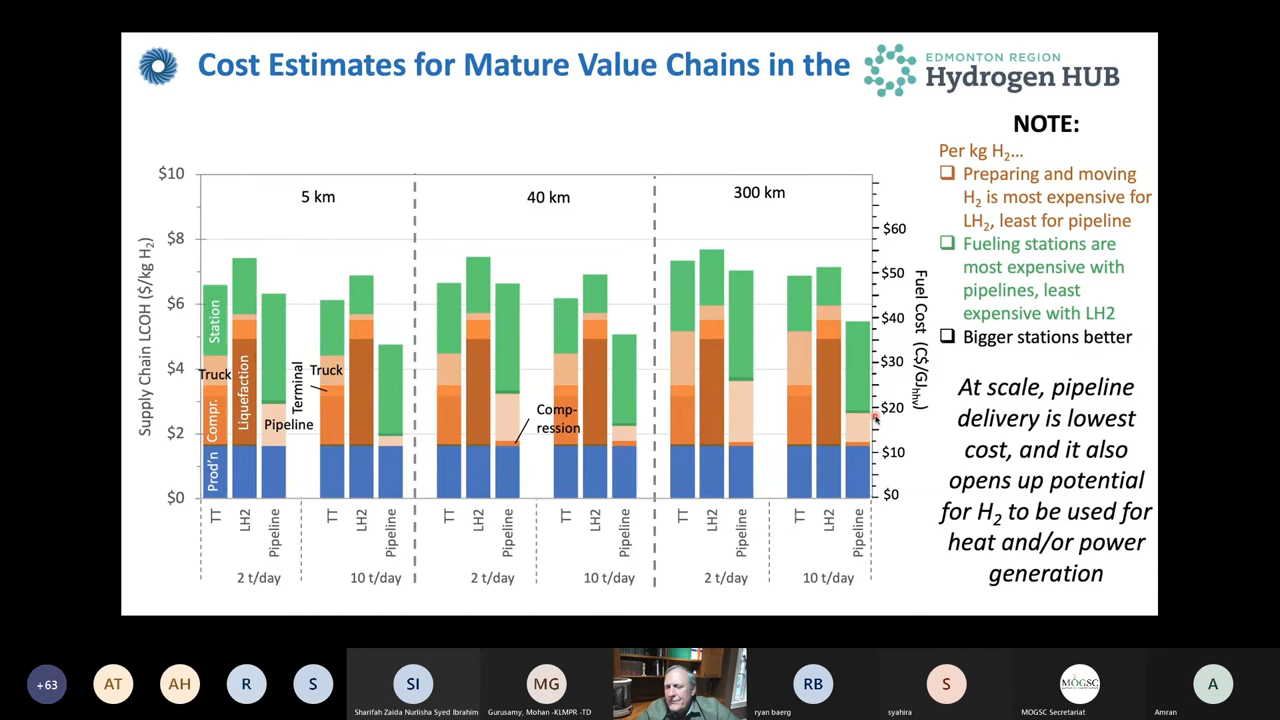 Cost Estimates for Mature Value Chains in the
EDMONTON REGION
Hydrogen HUB
NOTE:
Per kg H₂...
Preparing and moving
H₂ is most expensive for
LH₂, least for pipeline
Fueling stations are
most expensive with
pipelines, least
expensive with LH2
Bigger stations better
At scale, pipeline
delivery is lowest
cost, and it also
opens up potential
for H₂ to be used for
heat and/or power
generation
Supply Chain LCOH ($/kg H₂)
$10
$8
$6
$4
$2
$0
5 km
40 km
300 km
Station
Truck
Compr.
Prod'n
Liquefaction
Pipeline
Terminal
Truck
Comp-
ression
$60
$50
$40
$30
$20
$10
$0
Fuel Cost (C$/GJhhv)
TT
LH2
Pipeline
TT
LH2
Pipeline
TT
LH2
Pipeline
TT
LH2
Pipeline
TT
LH2
Pipeline
TT
LH2
Pipeline
2 t/day
10 t/day
2 t/day
10 t/day
2 t/day
10 t/day
+63
AT
AH
R
S
SI
MG
RB
S
MOGSC
A
Sharifah Zaida Nurlisha Syed Ibrahim
Gurusamy, Mohan -KLMPR -TD
ryan baerg
syahira
MOGSC Secretariat
Amran